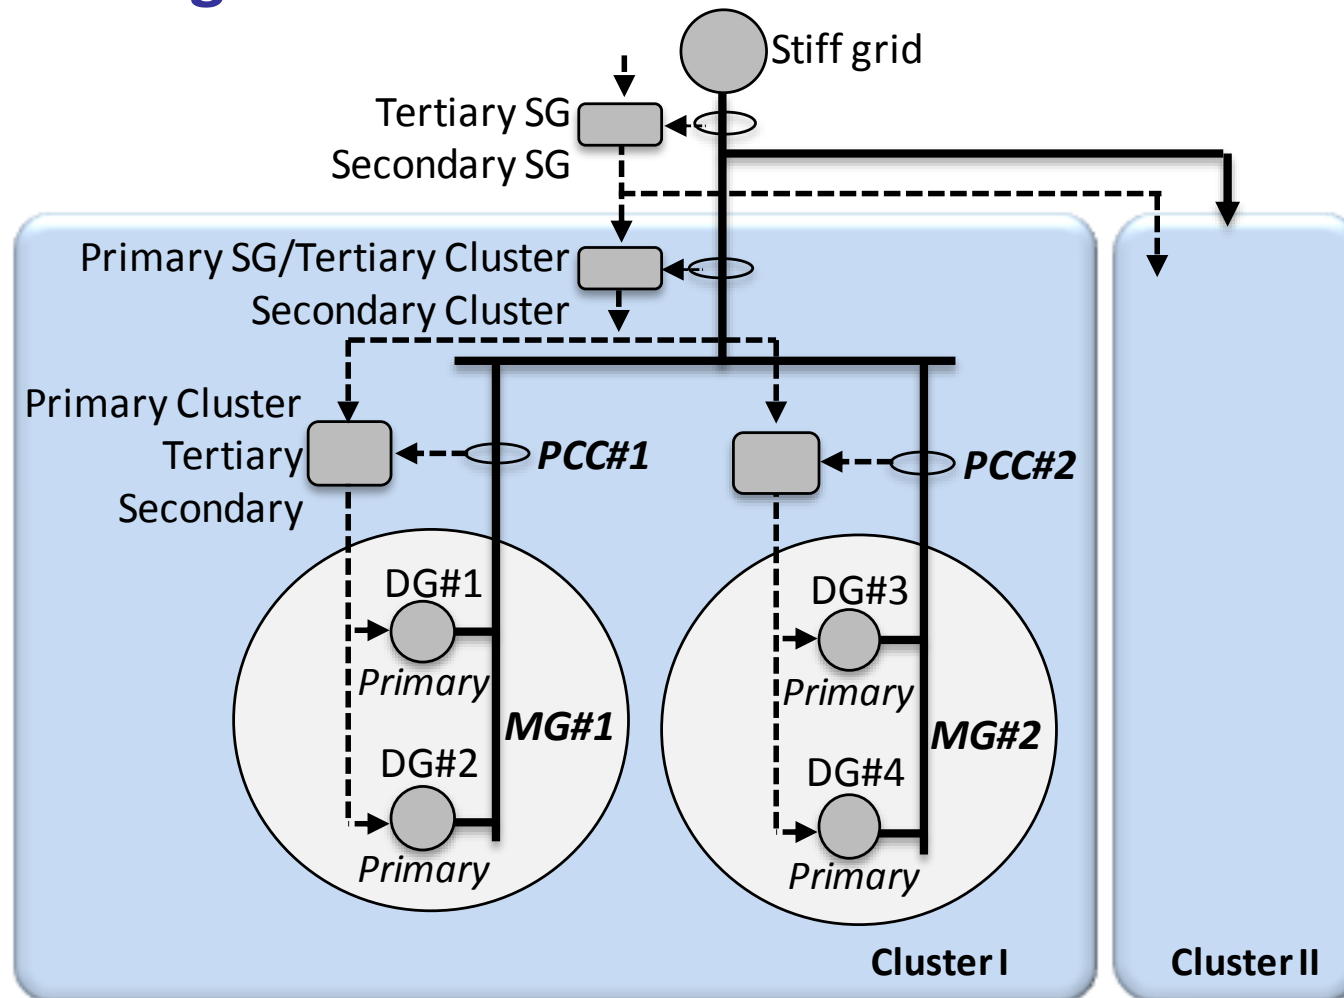 Stiff grid
Tertiary SG
Secondary SG
Primary SG/Tertiary Cluster
Secondary Cluster
Primary Cluster
Tertiary
Secondary
PCC#1
PCC#2
DG#1
Primary
MG#1
DG#2
Primary
DG#3
Primary
MG#2
DG#4
Primary
Cluster I
Cluster II